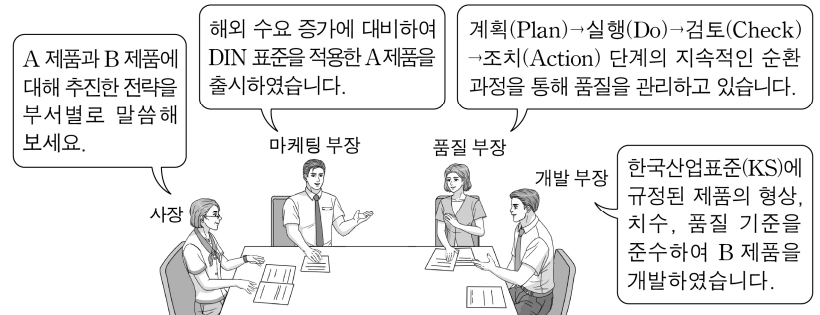 A 제품과 B 제품에
대해 추진한 전략을
부서별로 말씀해
보세요.
사장
해외 수요 증가에 대비하여
DIN 표준을 적용한 A 제품을
출시하였습니다.
마케팅 부장
계획(Plan)→실행(Do)→검토(Check)
→조치(Action) 단계의 지속적인 순환
과정을 통해 품질을 관리하고 있습니다.
품질 부장
개발 부장
한국산업표준(KS)에
규정된 제품의 형상,
치수, 품질 기준을
준수하여 B 제품을
개발하였습니다.